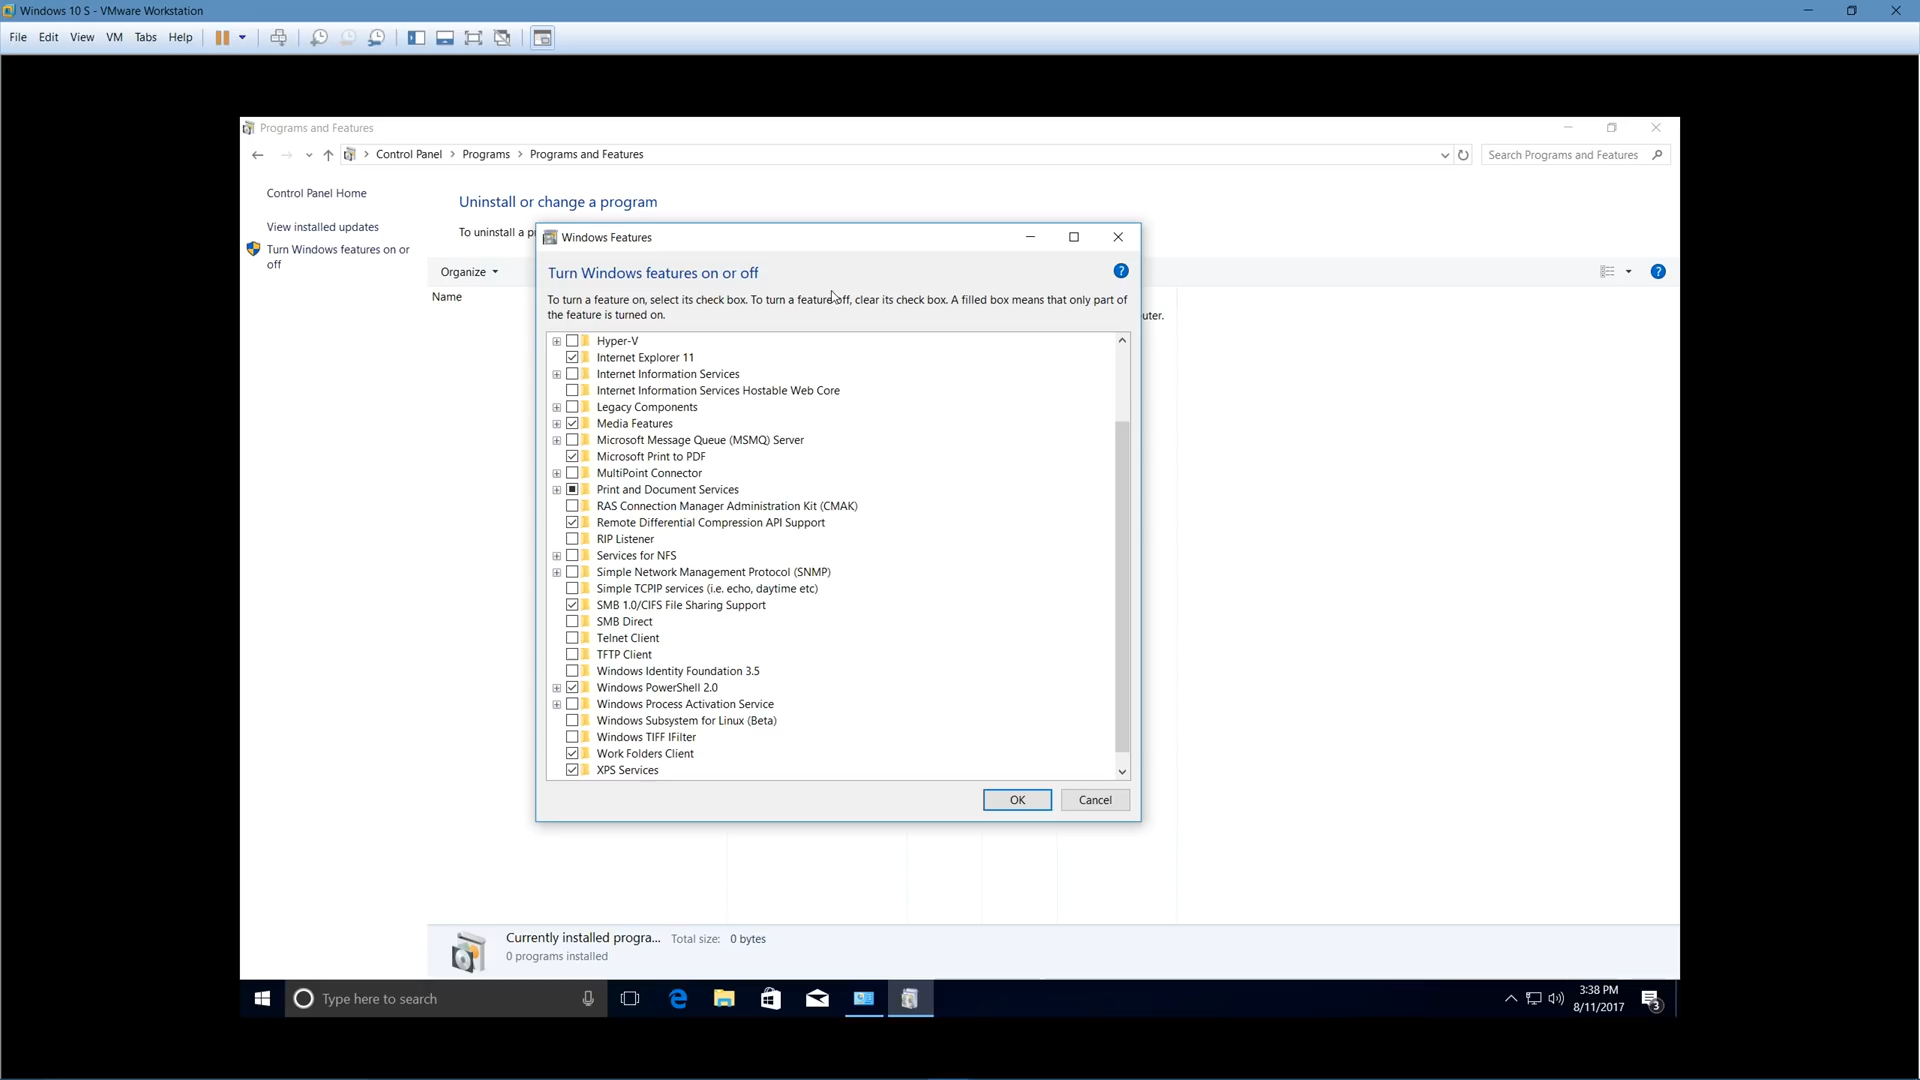 Windows 10 S - VMware Workstation
File Edit View VM Tabs Help
Programs and Features
Control Panel Programs Programs and Features
Search Programs and Features
Control Panel Home
View installed updates
Turn Windows features on or
off
Uninstall or change a program
To uninstall a p
Organize
Name
uter.
Windows Features
Turn Windows features on or off
To turn a feature on, select its check box. To turn a feature off, clear its check box. A filled box means that only part of
the feature is turned on.
Hyper-V
Internet Explorer 11
Internet Information Services
Internet Information Services Hostable Web Core
Legacy Components
Media Features
Microsoft Message Queue (MSMQ) Server
Microsoft Print to PDF
MultiPoint Connector
Print and Document Services
RAS Connection Manager Administration Kit (CMAK)
Remote Differential Compression API Support
RIP Listener
Services for NFS
Simple Network Management Protocol (SNMP)
Simple TCPIP services (i.e. echo, daytime etc)
SMB 1.0/CIFS File Sharing Support
SMB Direct
Telnet Client
TFTP Client
Windows Identity Foundation 3.5
Windows PowerShell 2.0
Windows Process Activation Service
Windows Subsystem for Linux (Beta)
Windows TIFF IFilter
Work Folders Client
XPS Services
OK Cancel
Currently installed progra... Total size: 0 bytes
0 programs installed
Type here to search
3:38 PM
8/11/2017
3